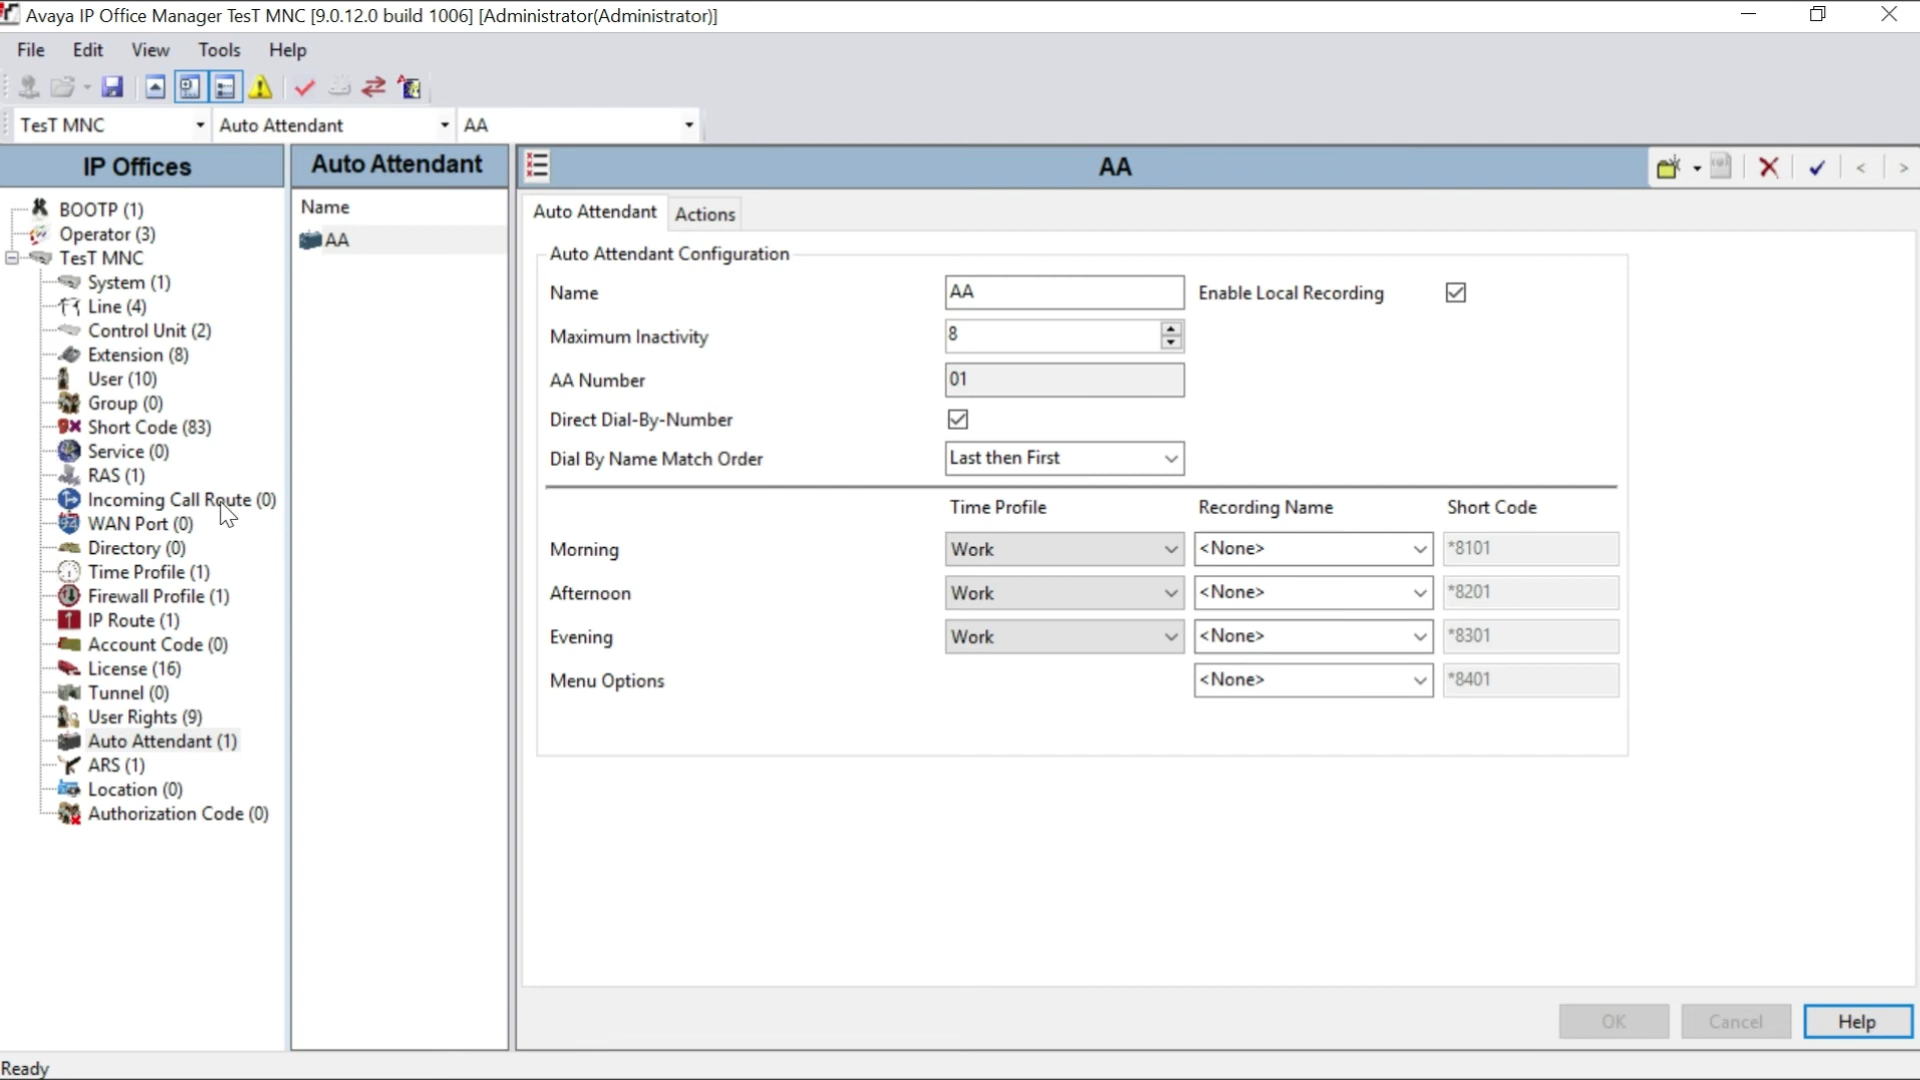 Avaya IP Office Manager TesT MNC [9.0.12.0 build 1006] [Administrator(Administrator)]
File Edit View Tools Help
TesT MNC Auto Attendant AA
IP Offices
BOOTP (1)
Operator (3)
TesT MNC
System (1)
Line (4)
Control Unit (2)
Extension (8)
User (10)
Group (0)
Short Code (83)
Service (0)
RAS (1)
Incoming Call Route (0)
WAN Port (0)
Directory (0)
Time Profile (1)
Firewall Profile (1)
IP Route (1)
Account Code (0)
License (16)
Tunnel (0)
User Rights (9)
Auto Attendant (1)
ARS (1)
Location (0)
Authorization Code (0)
Auto Attendant
Name
AA
AA
Auto Attendant Actions
Auto Attendant Configuration
Name AA Enable Local Recording
Maximum Inactivity 8
AA Number 01
Direct Dial-By-Number
Dial By Name Match Order Last then First
Time Profile Recording Name Short Code
Morning Work <None> *8101
Afternoon Work <None> *8201
Evening Work <None> *8301
Menu Options <None> *8401
OK Cancel Help
Ready